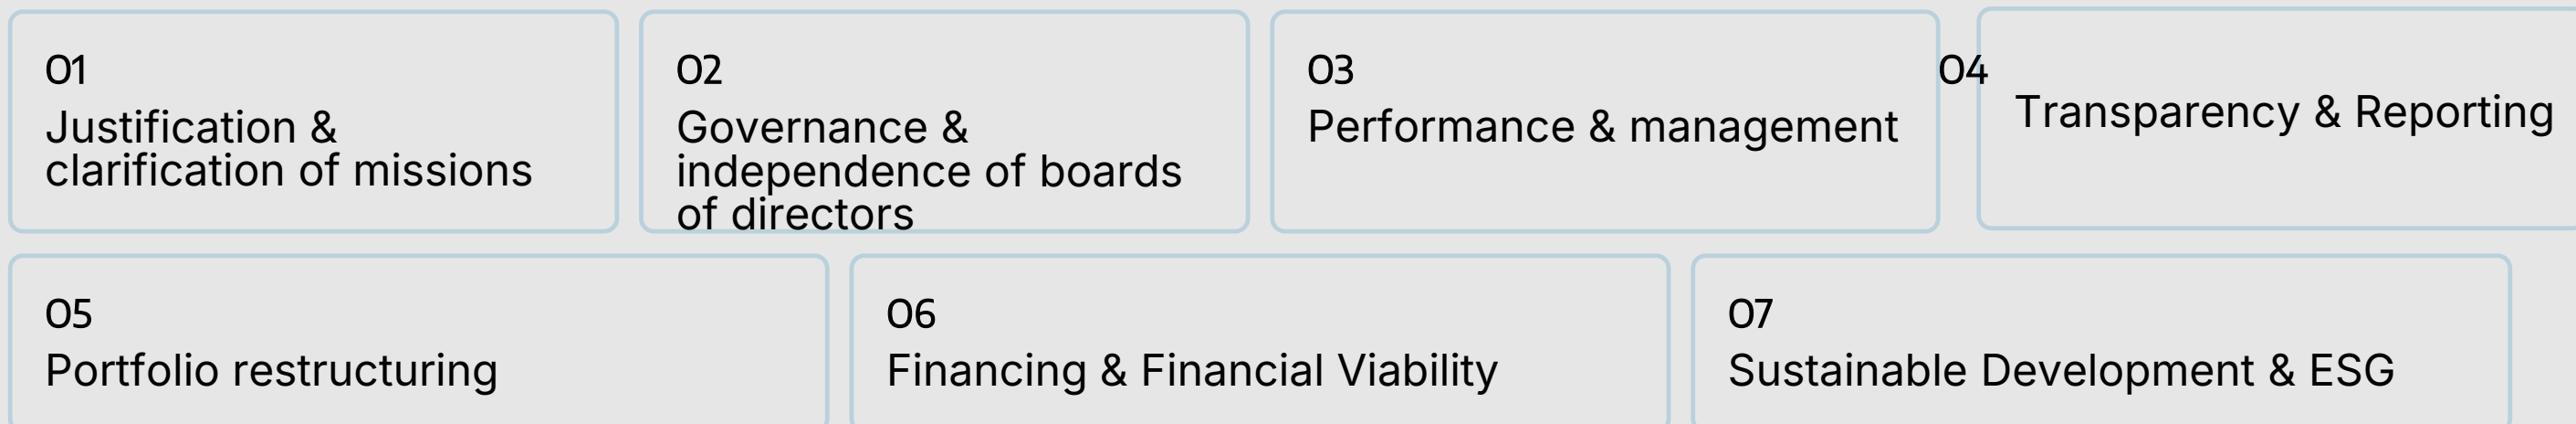 01
Justification &
clarification of missions
02
Governance &
independence of boards
of directors
03
Performance & management
04
Transparency & Reporting
05
Portfolio restructuring
06
Financing & Financial Viability
07
Sustainable Development & ESG